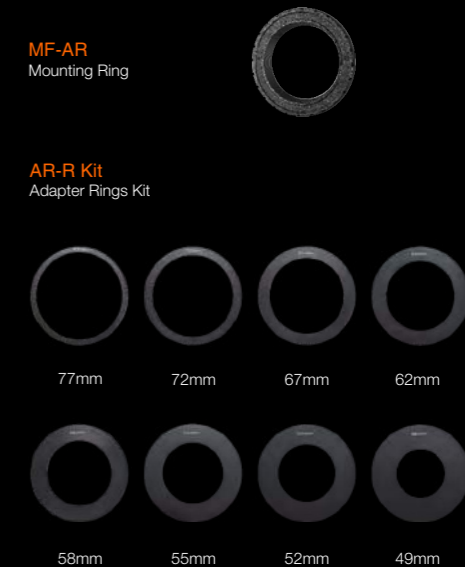 MF-AR
Mounting Ring
AR-R Kit
Adapter Rings Kit
77mm
72mm
67mm
62mm
58mm
55mm
52mm
49mm